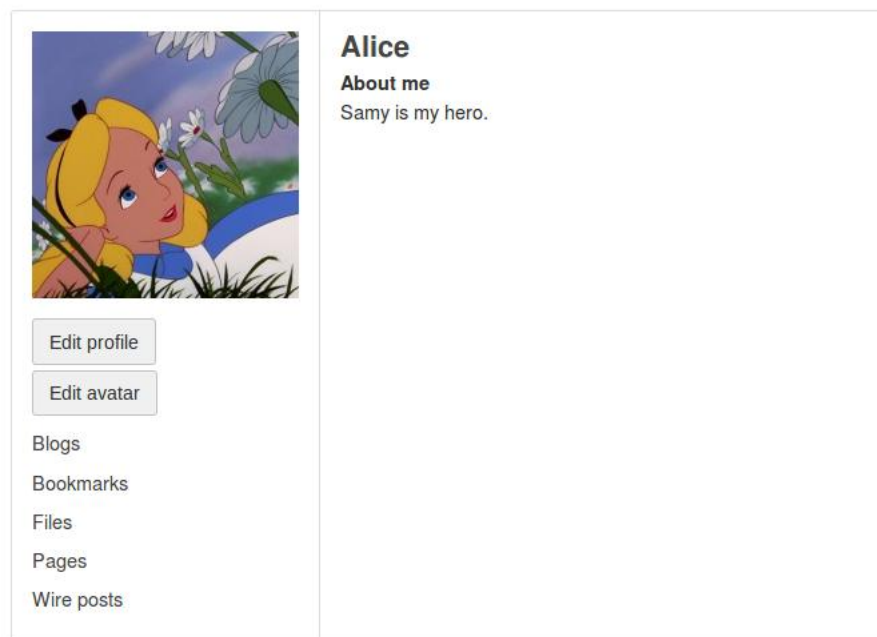 Alice
About me
Samy is my hero.
Edit profile
Edit avatar
Blogs
Bookmarks
Files
Pages
Wire posts